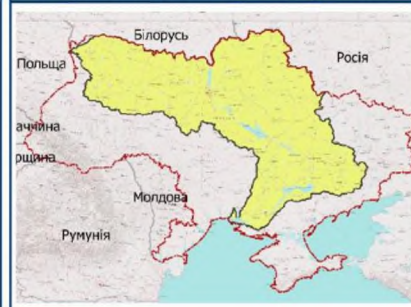 Білорусь
Росія
Польща
аччина
рщина
Молдова
Румунія